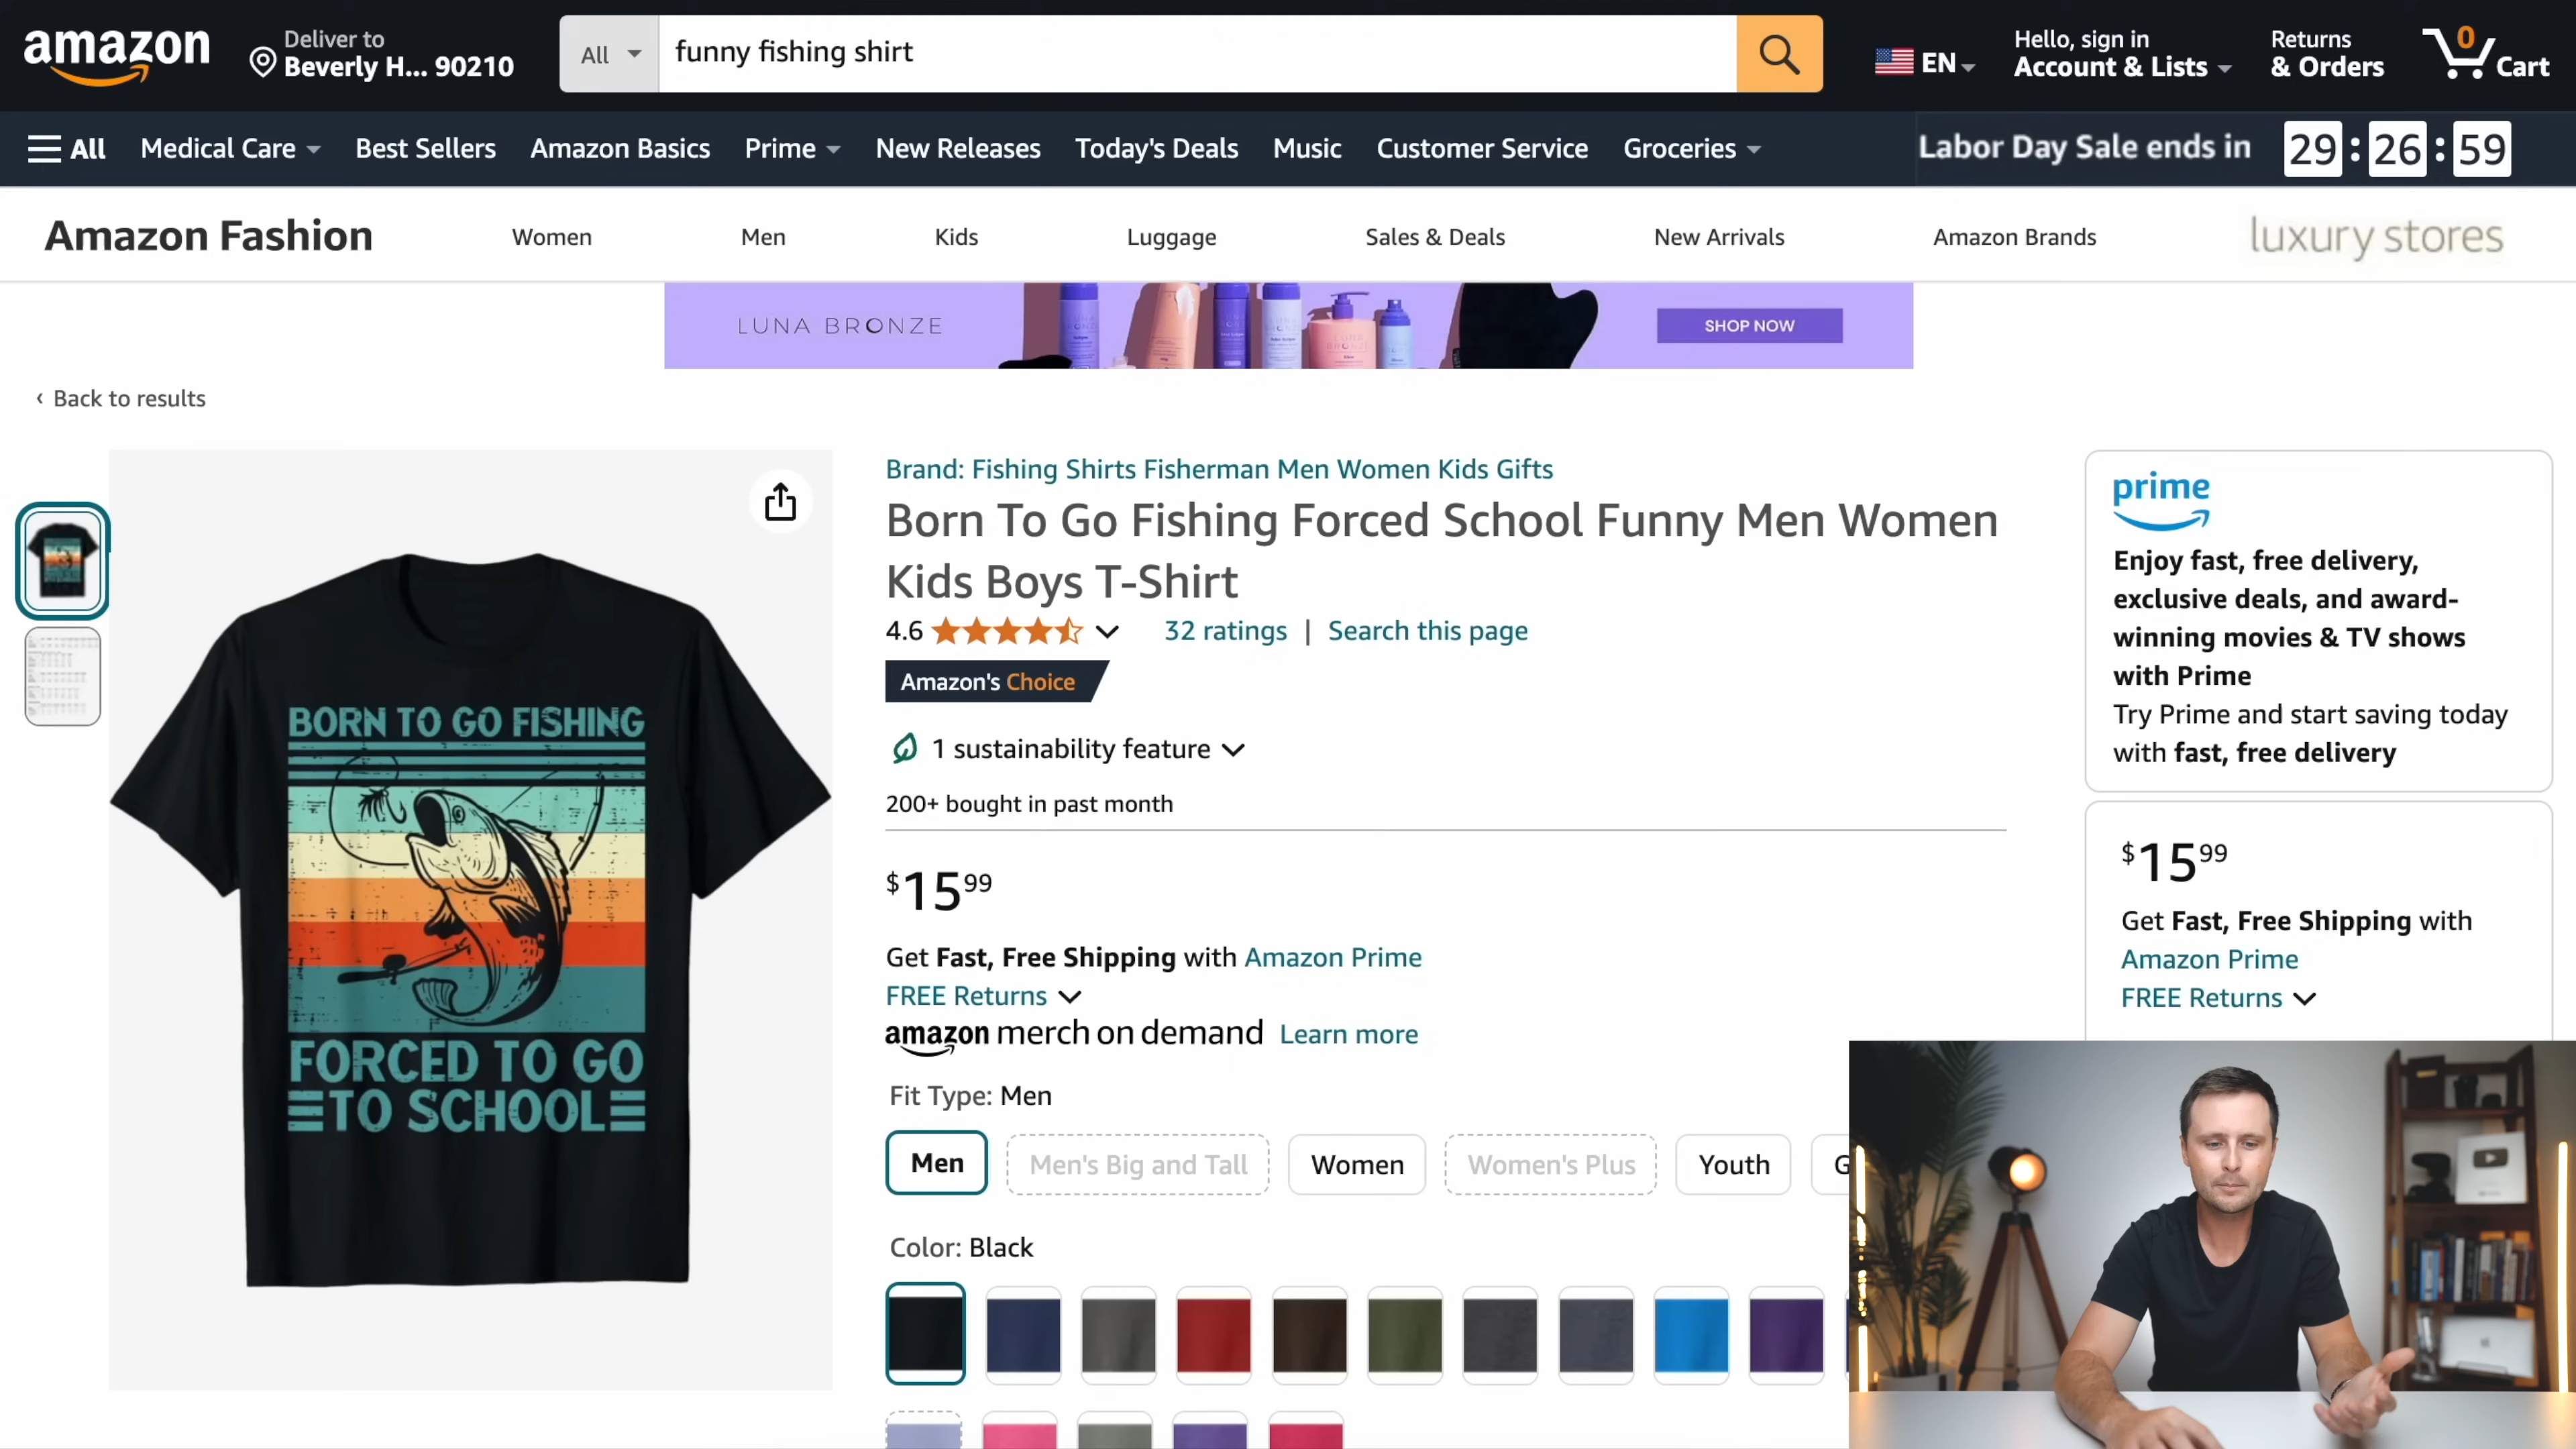 amazon
Deliver to
Beverly H... 90210
All
funny fishing shirt
EN
Hello, sign in
Account & Lists
Returns
& Orders
0
Cart
All
Medical Care
Best Sellers
Amazon Basics
Prime
New Releases
Today's Deals
Music
Customer Service
Groceries
Labor Day Sale ends in 29:26:59
Amazon Fashion
Women
Men
Kids
Luggage
Sales & Deals
New Arrivals
Amazon Brands
luxury stores
LUNA BRONZE
SHOP NOW
‹ Back to results
BORN TO GO FISHING
FORCED TO GO
TO SCHOOL
Brand: Fishing Shirts Fisherman Men Women Kids Gifts
Born To Go Fishing Forced School Funny Men Women
Kids Boys T-Shirt
4.6
32 ratings | Search this page
Amazon's Choice
1 sustainability feature
200+ bought in past month
$15 99
Get Fast, Free Shipping with Amazon Prime
FREE Returns
amazon merch on demand Learn more
Fit Type: Men
Men
Men's Big and Tall
Women
Women's Plus
Youth
Color: Black
prime
Enjoy fast, free delivery,
exclusive deals, and award-
winning movies & TV shows
with Prime
Try Prime and start saving today
with fast, free delivery
$15 99
Get Fast, Free Shipping with
Amazon Prime
FREE Returns